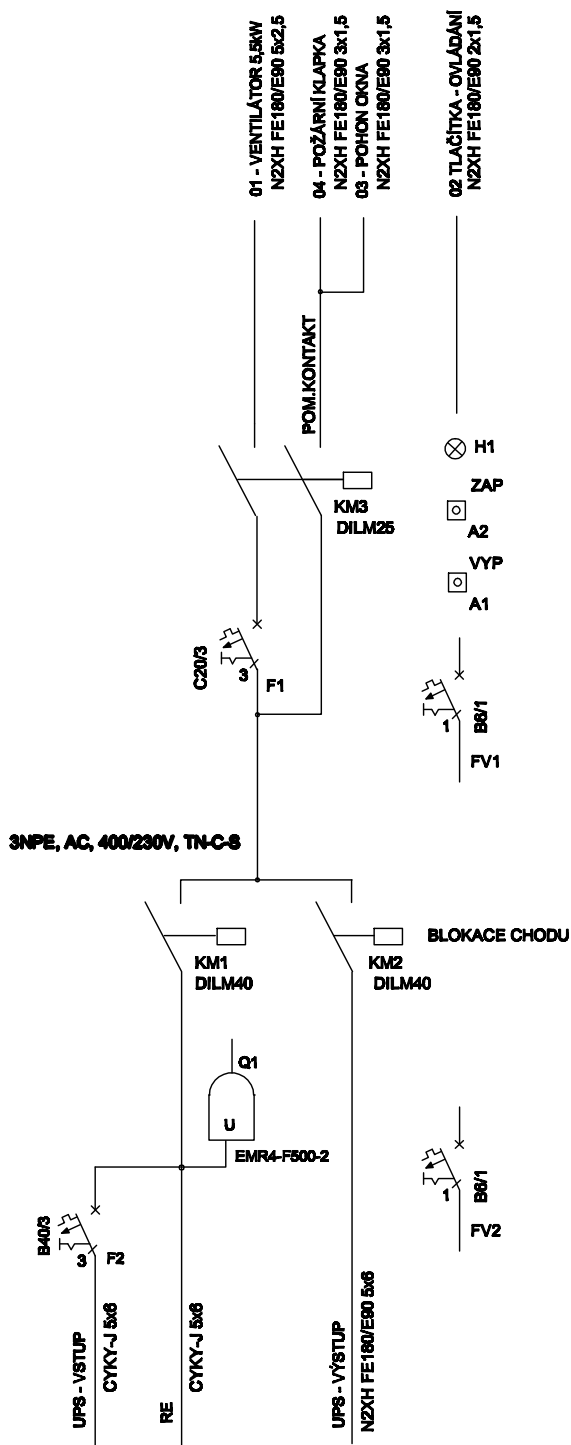 01 - VENTILÁTOR 5,5kW
N2XH FE180/E90 5x2,5
04 - POŽÁRNÍ KLAPKA
N2XH FE180/E90 3x1,5
03 - POHON OKNA
N2XH FE180/E90 3x1,5
02 TLAČÍTKA - OVLÁDÁNÍ
N2XH FE180/E90 2x1,5
POM.KONTAKT
H1
ZAP
KM3
DILM25
A2
VYP
A1
C20/3
3
F1
1
B6/1
FV1
3NPE, AC, 400/230V, TN-C-S
BLOKACE CHODU
KM1
DILM40
KM2
DILM40
Q1
U
EMR4-F500-2
B40/3
3
F2
1
B6/1
FV2
UPS - VSTUP
CYKY-J 5x6
RE
CYKY-J 5x6
UPS - VÝSTUP
N2XH FE180/E90 5x6